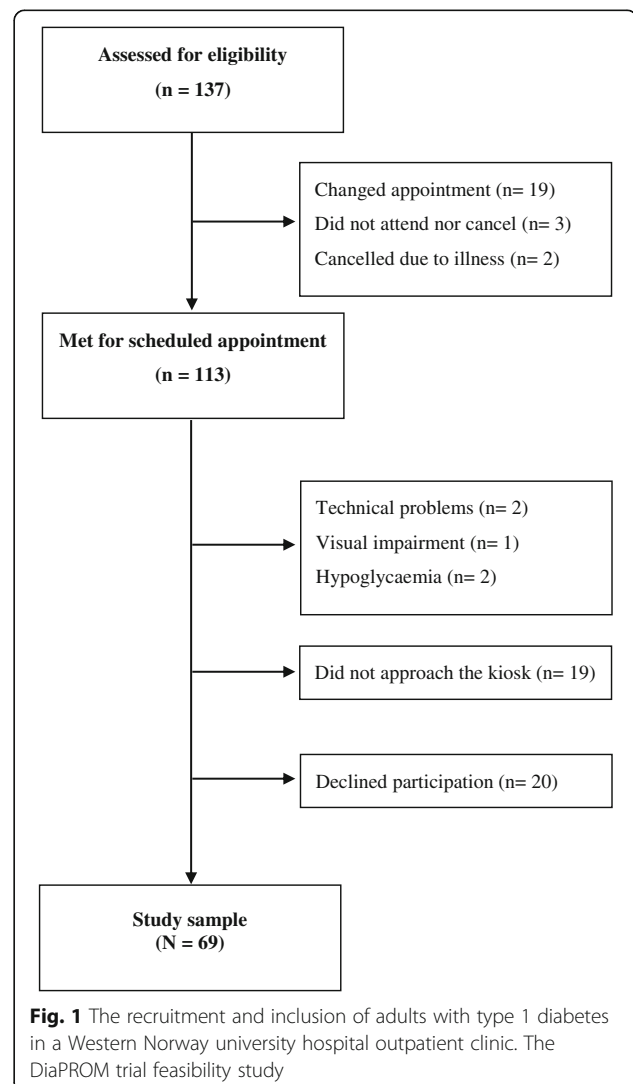 Assessed for eligibility
(n = 137)
Changed appointment (n= 19)
Did not attend nor cancel (n= 3)
Cancelled due to illness (n= 2)
Met for scheduled appointment
(n = 113)
Technical problems (n= 2)
Visual impairment (n= 1)
Hypoglycaemia (n= 2)
Did not approach the kiosk (n= 19)
Declined participation (n= 20)
Study sample
(N = 69)
Fig. 1 The recruitment and inclusion of adults with type 1 diabetes
in a Western Norway university hospital outpatient clinic. The
DiaPROM trial feasibility study